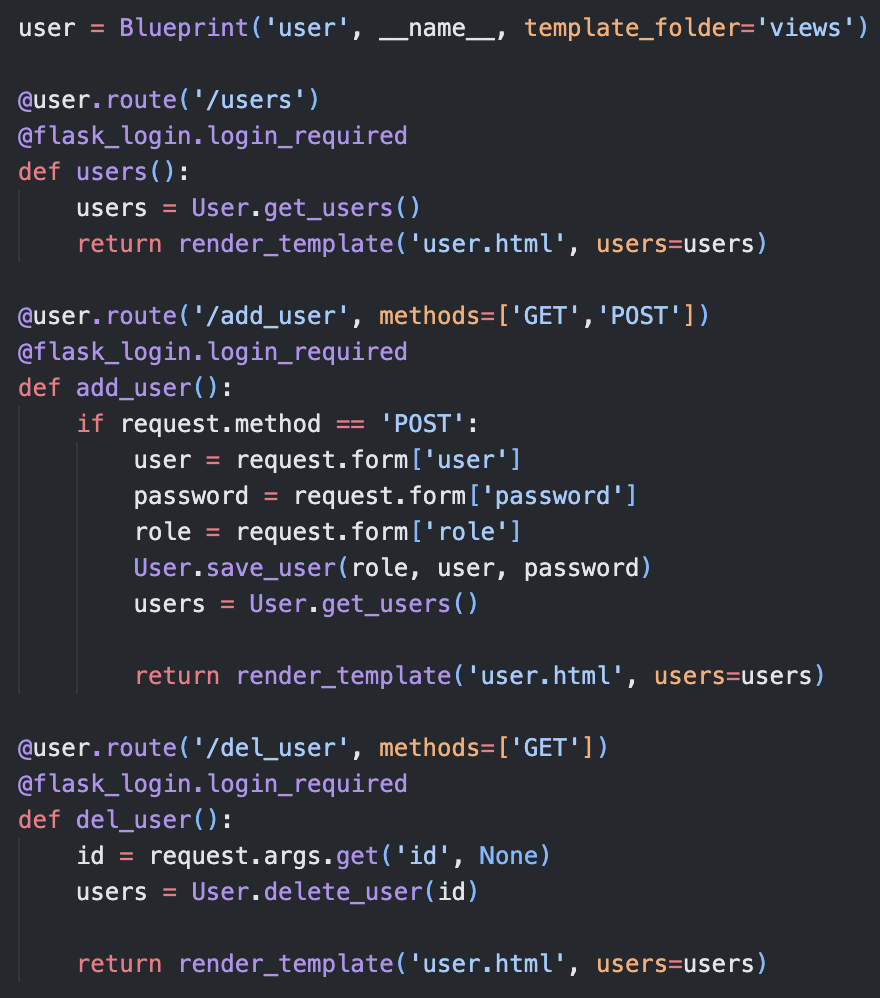 user = Blueprint('user', __name__, template_folder='views')
@user.route('/users')
@flask_login.login_required
def users():
    users = User.get_users()
    return render_template('user.html', users=users)
@user.route('/add_user', methods=['GET','POST'])
@flask_login.login_required
def add_user():
    if request.method == 'POST':
        user = request.form['user']
        password = request.form['password']
        role = request.form['role']
        User.save_user(role, user, password)
        users = User.get_users()
        return render_template('user.html', users=users)
@user.route('/del_user', methods=['GET'])
@flask_login.login_required
def del_user():
    id = request.args.get('id', None)
    users = User.delete_user(id)
    return render_template('user.html', users=users)